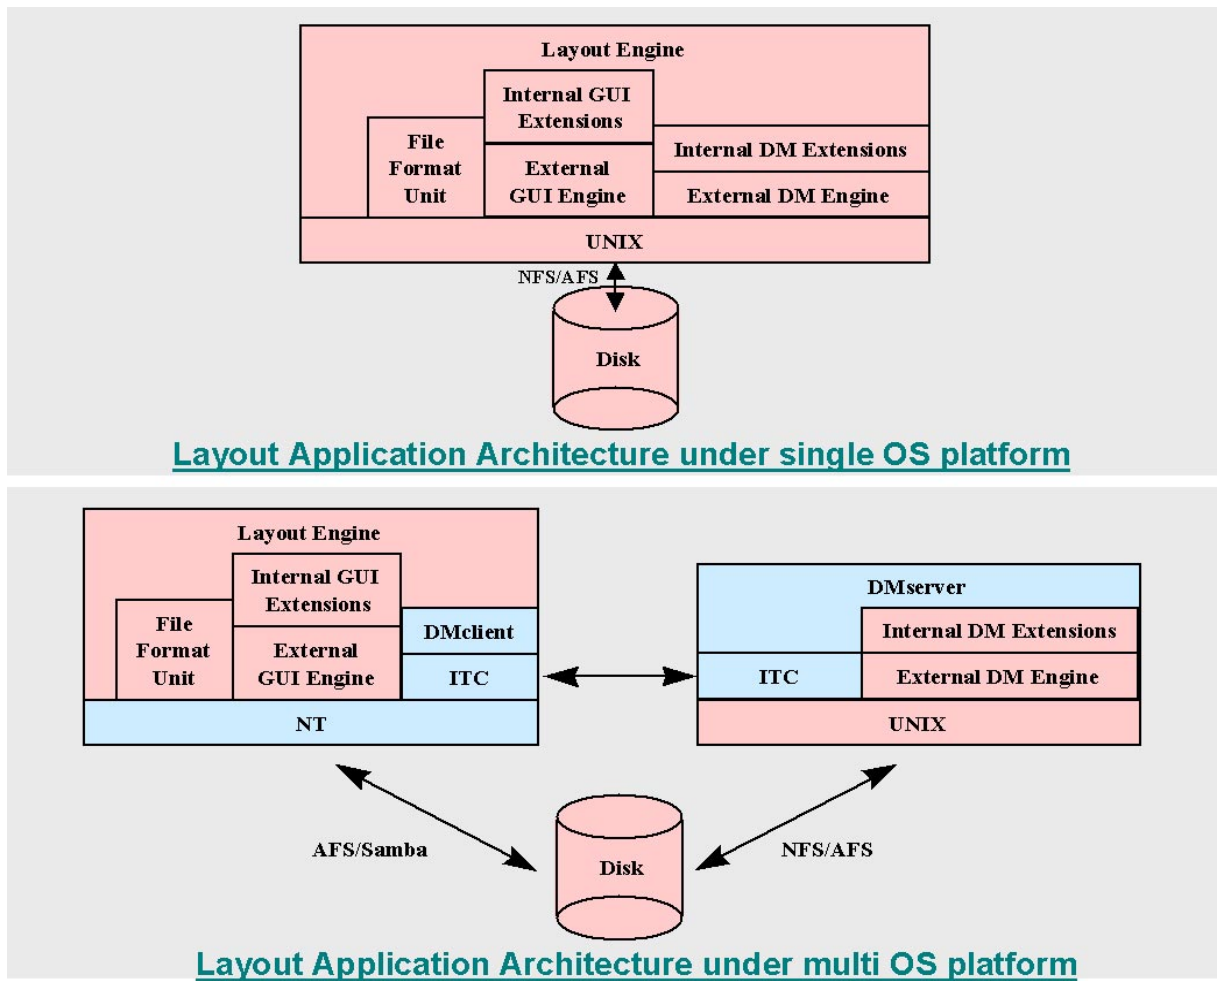 Layout Engine
Internal GUI
Extensions
File
Format
Unit
External
GUI Engine
Internal DM Extensions
External DM Engine
UNIX
NFS/AFS
Disk
Layout Application Architecture under single OS platform
Layout Engine
Internal GUI
Extensions
File
Format
Unit
External
GUI Engine
DMclient
ITC
NT
DMserver
Internal DM Extensions
ITC
External DM Engine
UNIX
AFS/Samba
Disk
NFS/AFS
Layout Application Architecture under multi OS platform